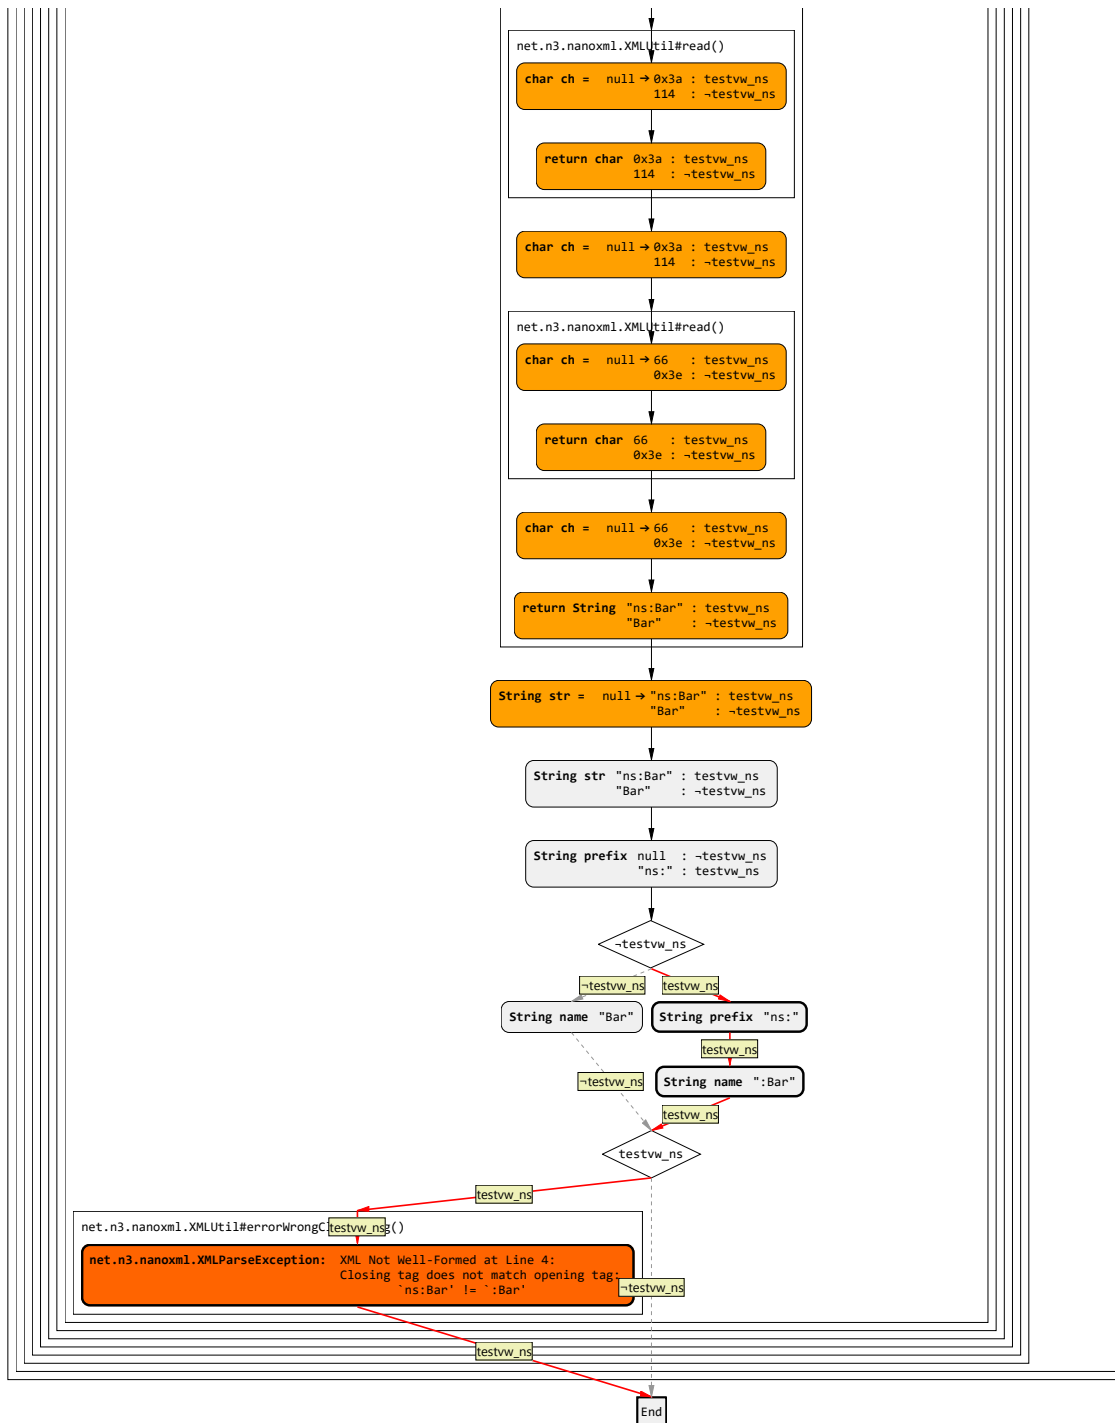 net.n3.nanoxml.XMLUtil#read()
char ch = null → 0x3a : testvw_ns
114 : ¬testvw_ns
return char 0x3a : testvw_ns
114 : ¬testvw_ns
char ch = null → 0x3a : testvw_ns
114 : ¬testvw_ns
net.n3.nanoxml.XMLUtil#read()
char ch = null → 66 : testvw_ns
0x3e : ¬testvw_ns
return char 66 : testvw_ns
0x3e : ¬testvw_ns
char ch = null → 66 : testvw_ns
0x3e : ¬testvw_ns
return String "ns:Bar" : testvw_ns
"Bar" : ¬testvw_ns
String str = null → "ns:Bar" : testvw_ns
"Bar" : ¬testvw_ns
String str "ns:Bar" : testvw_ns
"Bar" : ¬testvw_ns
String prefix null : ¬testvw_ns
"ns:" : testvw_ns
¬testvw_ns
¬testvw_ns testvw_ns
String name "Bar" String prefix "ns:"
testvw_ns
¬testvw_ns String name ":Bar"
testvw_ns
testvw_ns
testvw_ns
testvw_ns
net.n3.nanoxml.XMLParseException: XML Not Well-Formed at Line 4:
Closing tag does not match opening tag:
`ns:Bar' != `:Bar'
¬testvw_ns
testvw_ns
End